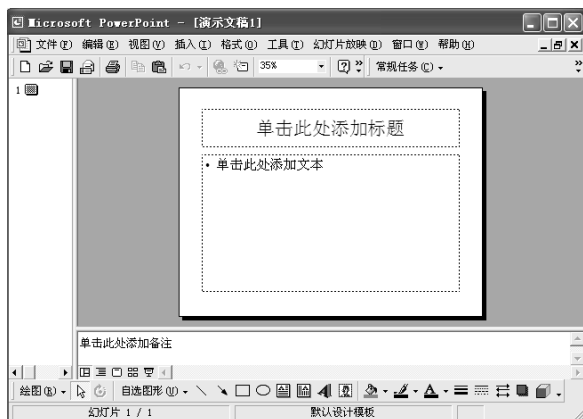 Microsoft PowerPoint - [演示文稿1]
文件(F) 编辑(E) 视图(V) 插入(I) 格式(O) 工具(T) 幻灯片放映(D) 窗口(W) 帮助(H)
35% 常规任务(C)
1
单击此处添加标题
• 单击此处添加文本
单击此处添加备注
绘图(R) 自选图形(U)
幻灯片 1 / 1 默认设计模板